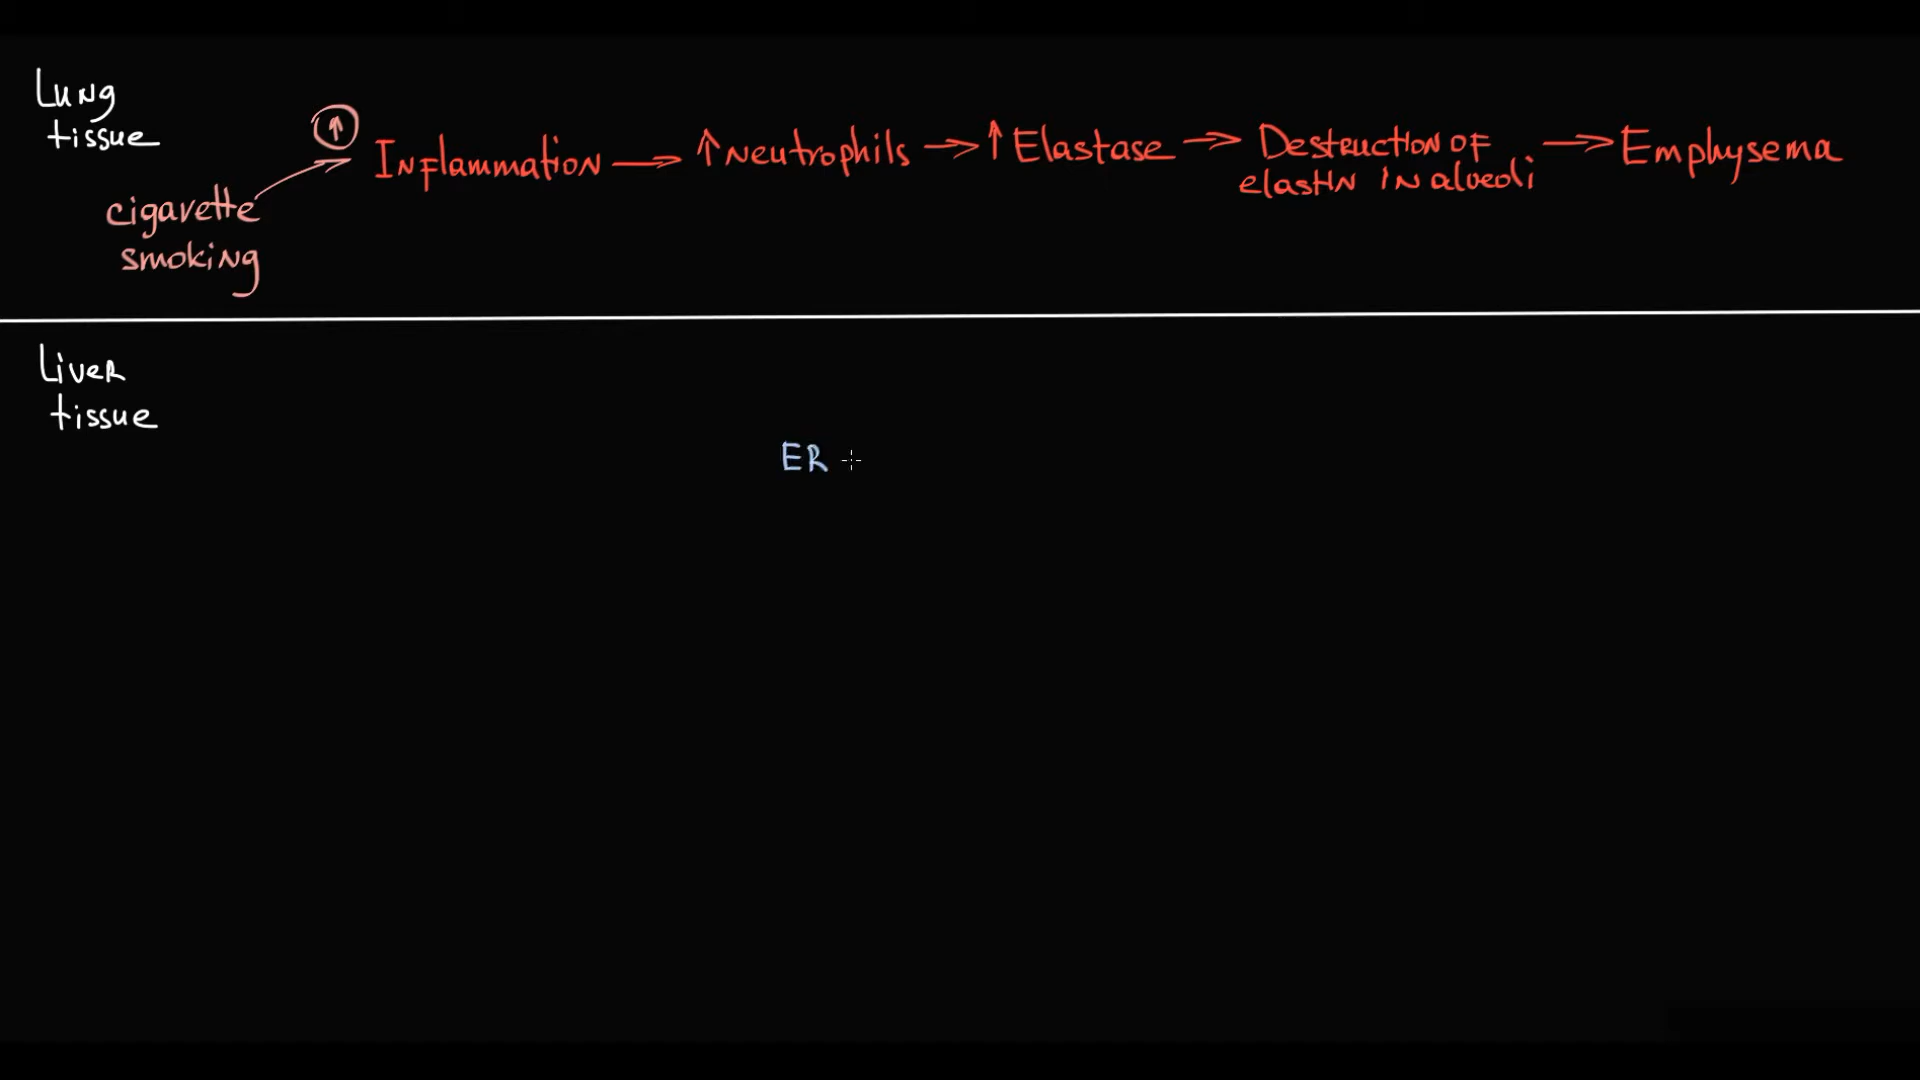 Lung
tissue
↑
Inflammation → ↑ Neutrophils → ↑ Elastase → Destruction of
elastin in alveoli → Emphysema
cigarette
smoking
Liver
tissue
ER